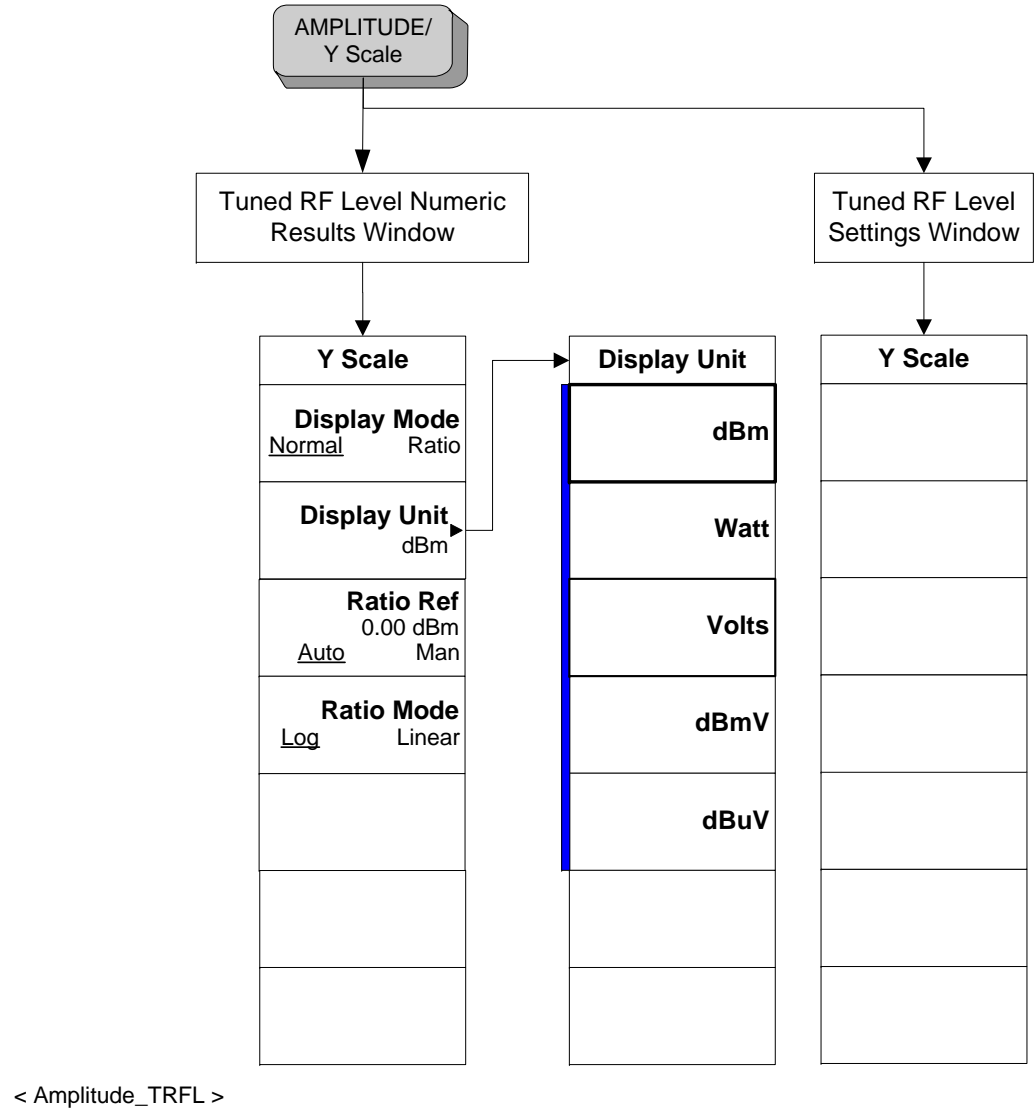 AMPLITUDE/
Y Scale
Tuned RF Level Numeric
Results Window
Tuned RF Level
Settings Window
Y Scale
Display Mode
Normal Ratio
Display Unit
dBm
Ratio Ref
0.00 dBm
Auto Man
Ratio Mode
Log Linear
Display Unit
dBm
Watt
Volts
dBmV
dBuV
Y Scale
< Amplitude_TRFL >